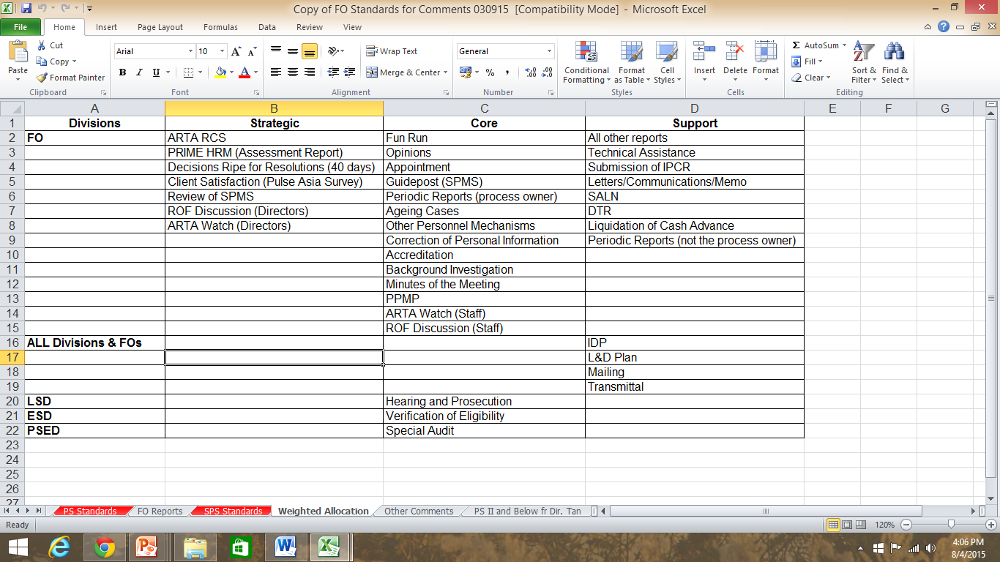 Copy of FO Standards for Comments 030915 [Compatibility Mode] - Microsoft Excel
File Home Insert Page Layout Formulas Data Review View
Paste Cut Copy Format Painter Clipboard
Arial 10 B I U Font
Wrap Text Merge & Center Alignment
General % , Number
Conditional Formatting Format as Table Cell Styles Styles
Insert Delete Format Cells
AutoSum Fill Clear Sort & Filter Find & Select Editing
A B C D E F G
1 Divisions Strategic Core Support
2 FO ARTA RCS Fun Run All other reports
3 PRIME HRM (Assessment Report) Opinions Technical Assistance
4 Decisions Ripe for Resolutions (40 days) Appointment Submission of IPCR
5 Client Satisfaction (Pulse Asia Survey) Guidepost (SPMS) Letters/Communications/Memo
6 Review of SPMS Periodic Reports (process owner) SALN
7 ROF Discussion (Directors) Ageing Cases DTR
8 ARTA Watch (Directors) Other Personnel Mechanisms Liquidation of Cash Advance
9 Correction of Personal Information Periodic Reports (not the process owner)
10 Accreditation
11 Background Investigation
12 Minutes of the Meeting
13 PPMP
14 ARTA Watch (Staff)
15 ROF Discussion (Staff)
16 ALL Divisions & FOs IDP
17 L&D Plan
18 Mailing
19 Transmittal
20 LSD Hearing and Prosecution
21 ESD Verification of Eligibility
22 PSED Special Audit
23
24
25
26
27
PS Standards FO Reports SPS Standards Weighted Allocation Other Comments PS II and Below fr Dir. Tan
Ready 120%
4:06 PM
8/4/2015